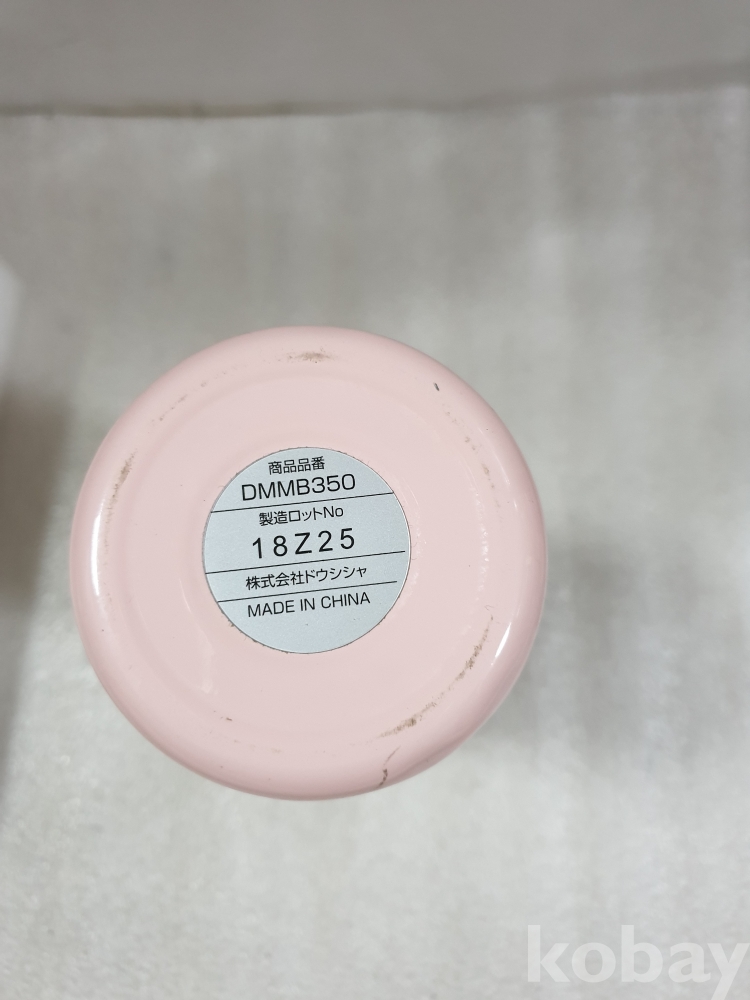 商品品番
DMMB350
製造ロットNo
18Z25
株式会社ドウシシャ
MADE IN CHINA
kobay